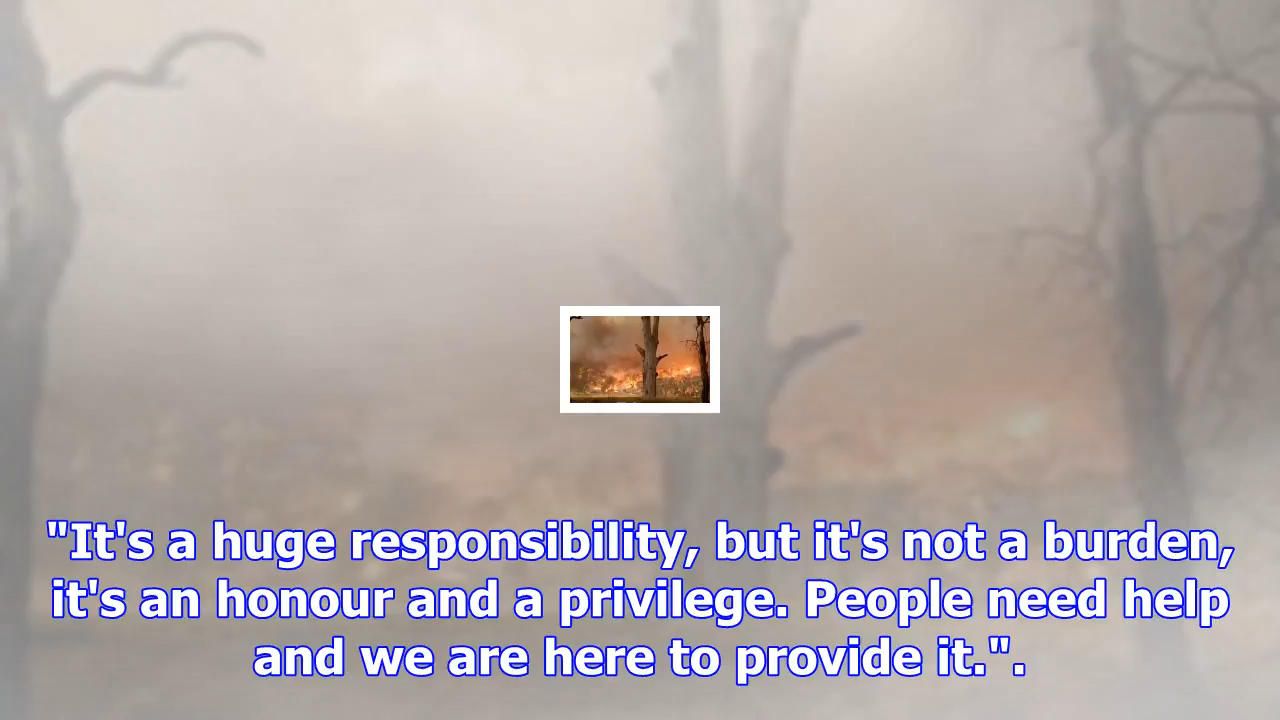 "It's a huge responsibility, but it's not a burden,
it's an honour and a privilege. People need help
and we are here to provide it.".